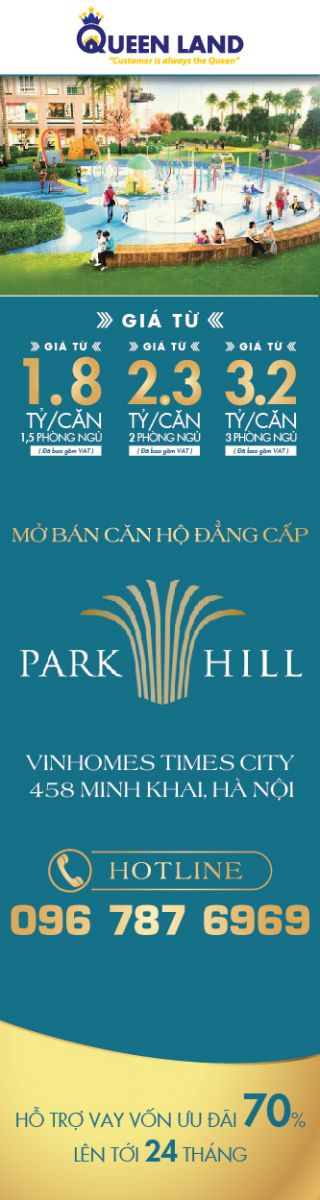 QUEEN LAND
"Customer is always the Queen"
GIÁ TỪ
GIÁ TỪ GIÁ TỪ GIÁ TỪ
1.8 2.3 3.2
TỶ/CĂN TỶ/CĂN TỶ/CĂN
1,5 PHÒNG NGỦ 2 PHÒNG NGỦ 3 PHÒNG NGỦ
(Đã bao gồm VAT) (Đã bao gồm VAT) (Đã bao gồm VAT)
MỞ BÁN CĂN HỘ ĐẲNG CẤP
PARK HILL
VINHOMES TIMES CITY
458 MINH KHAI, HÀ NỘI
HOTLINE
096 787 6969
HỖ TRỢ VAY VỐN ƯU ĐÃI 70%
LÊN TỚI 24 THÁNG